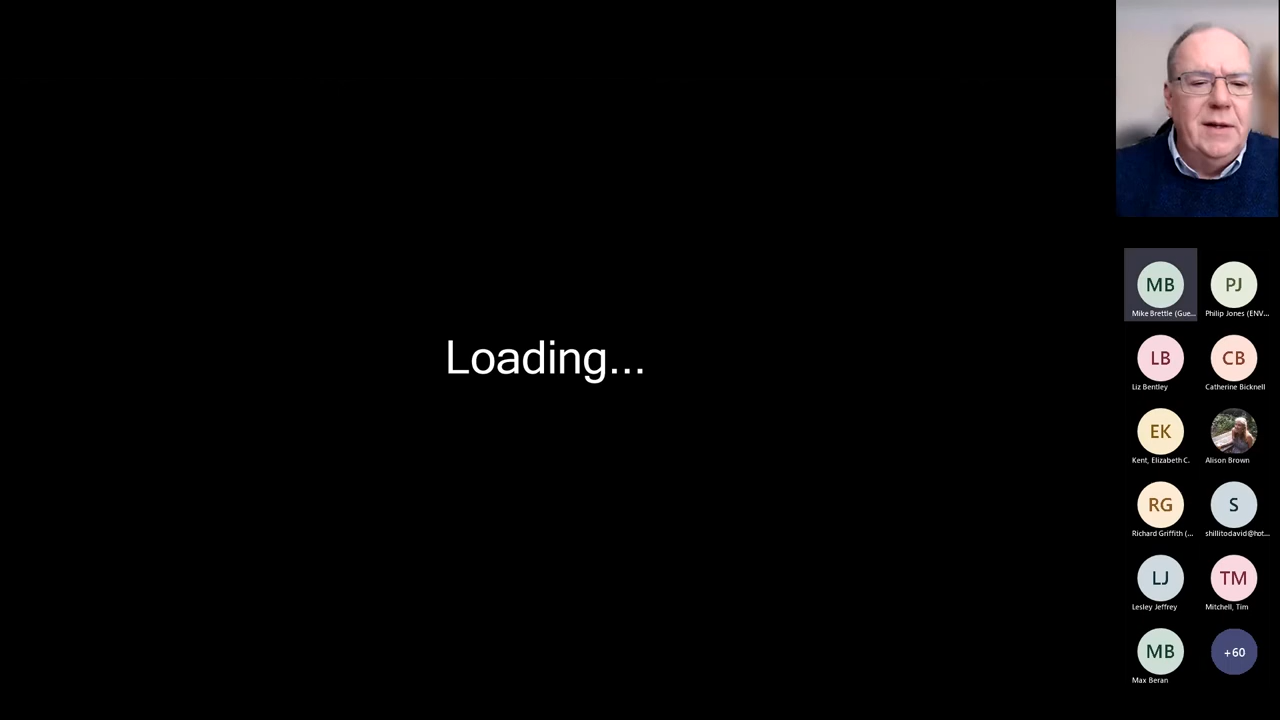 Loading...
MB
PJ
Mike Brettle (Gue...
Philip Jones (ENV...
LB
CB
Liz Bentley
Catherine Bicknell
EK
Kent, Elizabeth C.
Alison Brown
RG
S
Richard Griffith (...
shillitodavid@hot...
LJ
TM
Lesley Jeffrey
Mitchell, Tim
MB
+60
Max Beran